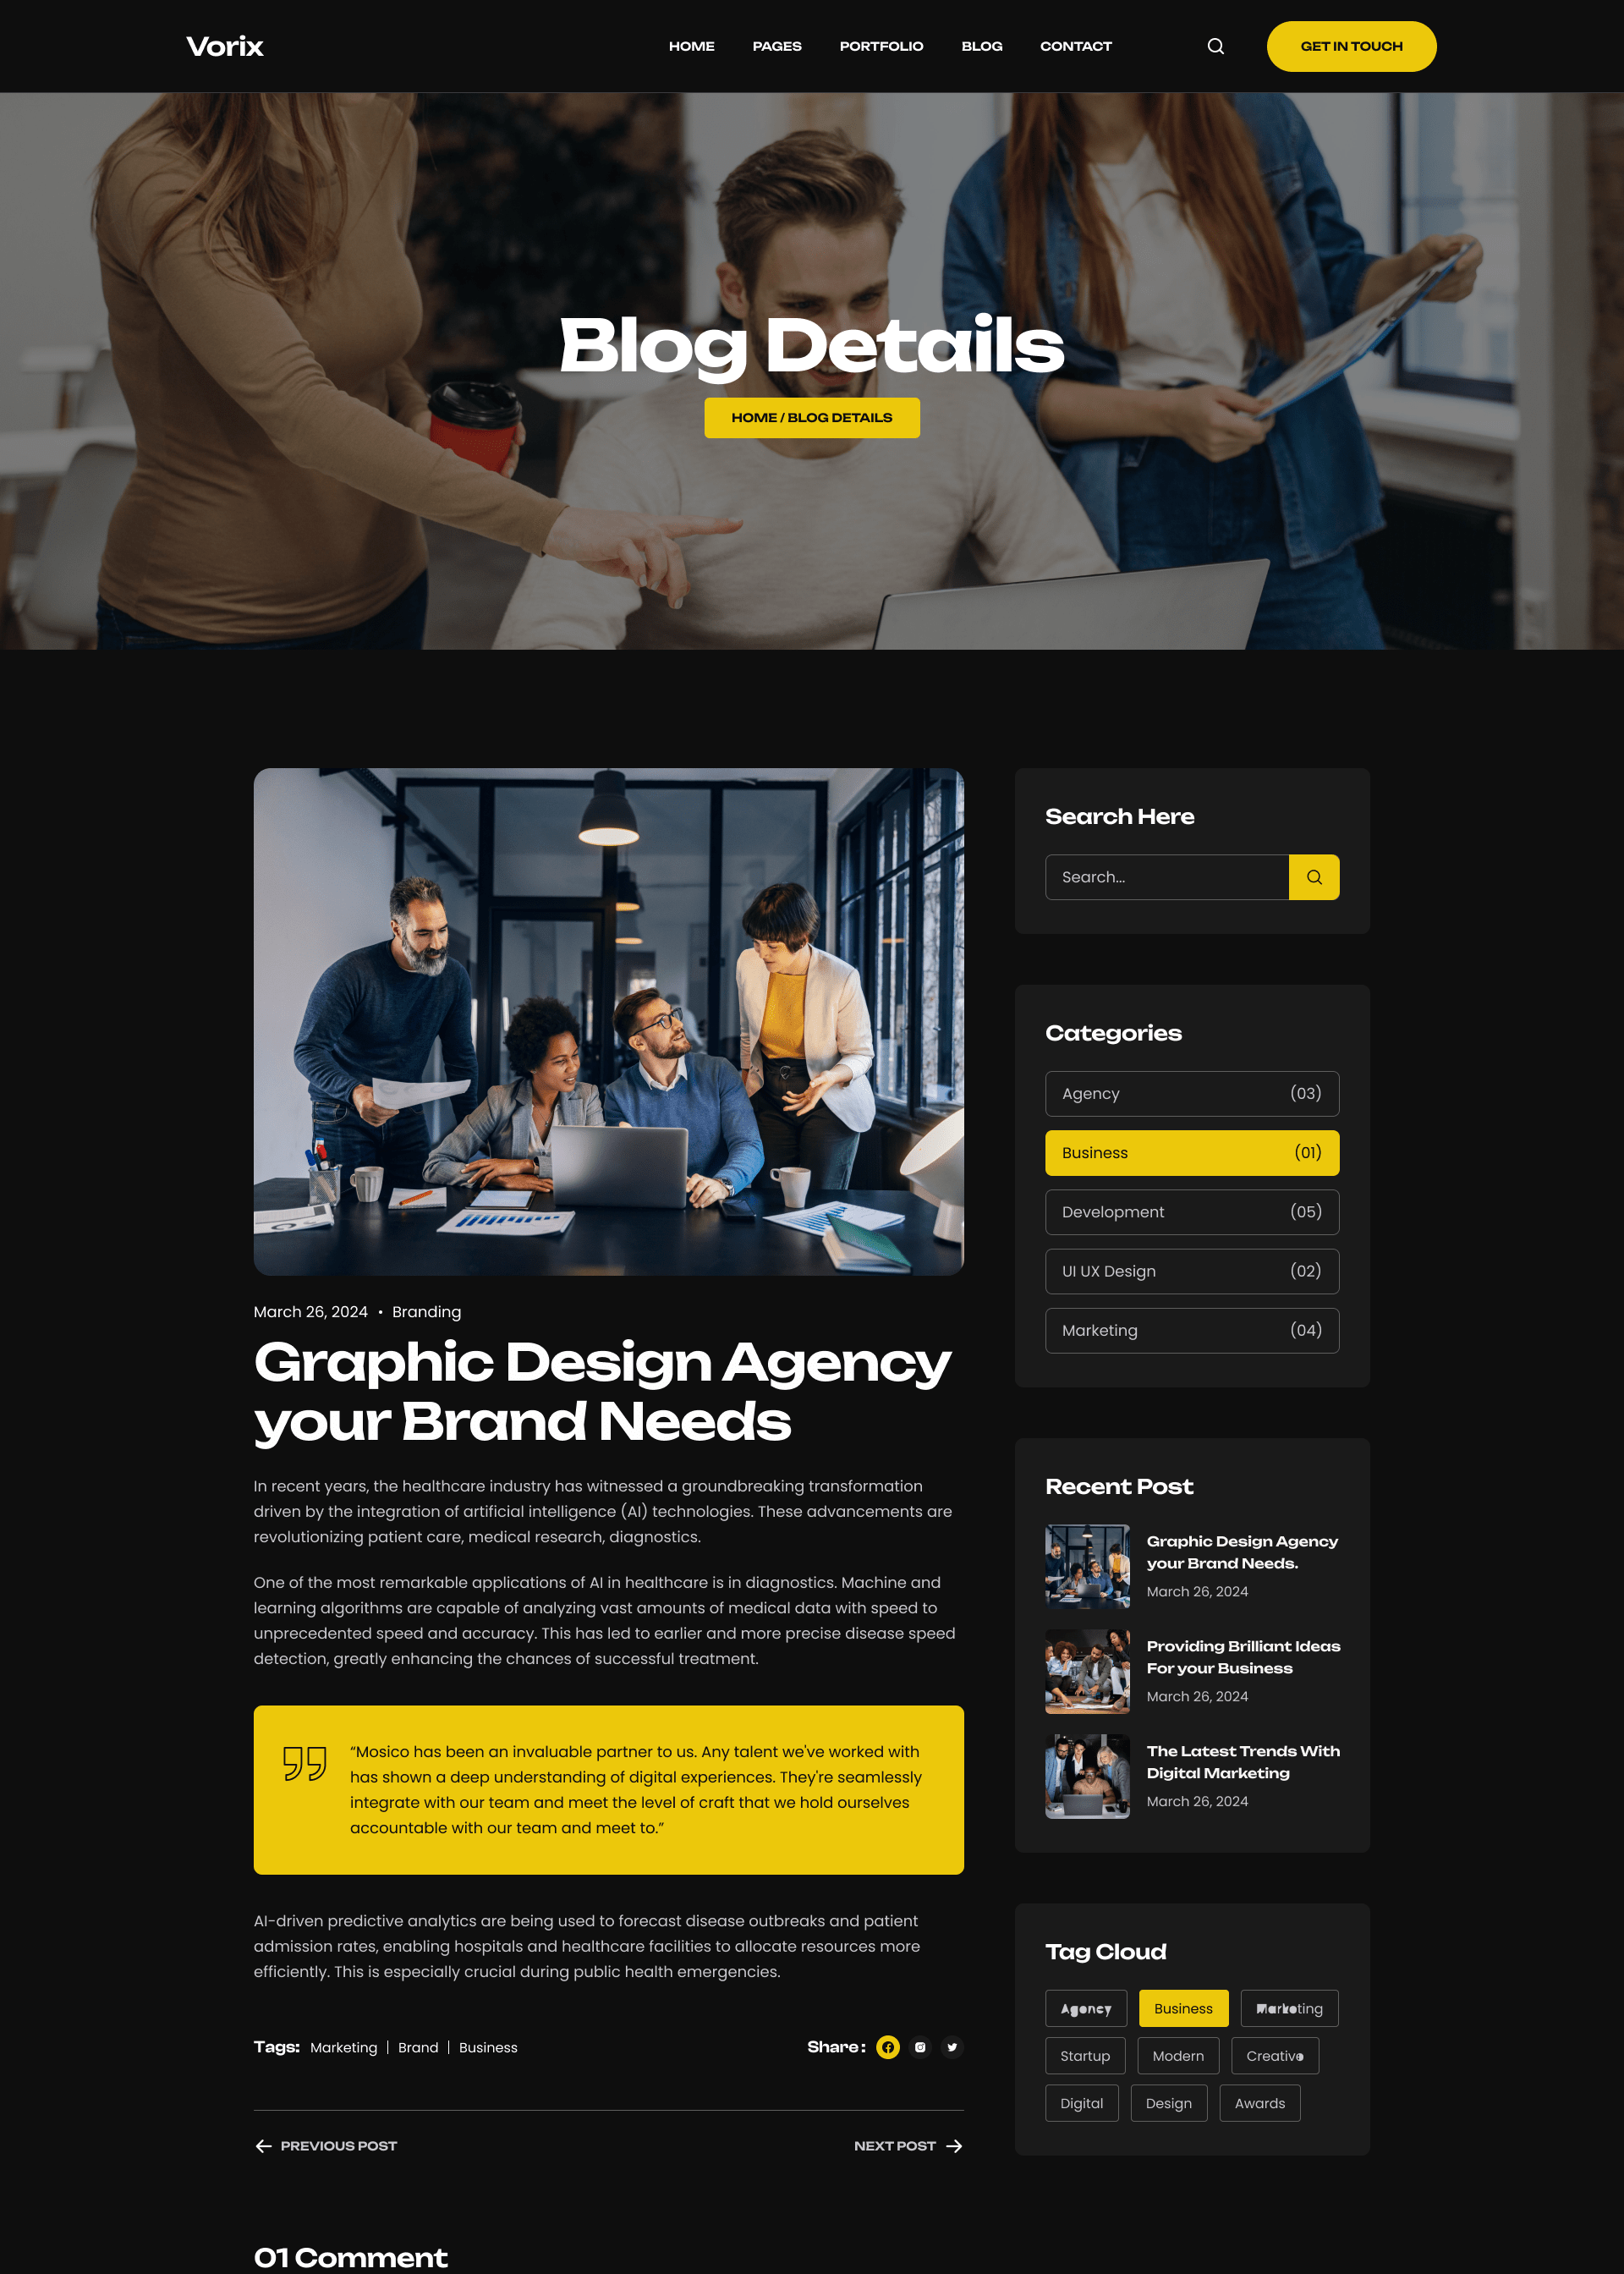 Vorix
HOME PAGES PORTFOLIO BLOG CONTACT
GET IN TOUCH
Blog Details
HOME / BLOG DETAILS
March 26, 2024 • Branding
Graphic Design Agency
your Brand Needs
In recent years, the healthcare industry has witnessed a groundbreaking transformation
driven by the integration of artificial intelligence (AI) technologies. These advancements are
revolutionizing patient care, medical research, diagnostics.
One of the most remarkable applications of AI in healthcare is in diagnostics. Machine and
learning algorithms are capable of analyzing vast amounts of medical data with speed to
unprecedented speed and accuracy. This has led to earlier and more precise disease speed
detection, greatly enhancing the chances of successful treatment.
“Mosico has been an invaluable partner to us. Any talent we've worked with
has shown a deep understanding of digital experiences. They're seamlessly
integrate with our team and meet the level of craft that we hold ourselves
accountable with our team and meet to.”
AI-driven predictive analytics are being used to forecast disease outbreaks and patient
admission rates, enabling hospitals and healthcare facilities to allocate resources more
efficiently. This is especially crucial during public health emergencies.
Tags: Marketing | Brand | Business
Share :
PREVIOUS POST
NEXT POST
01 Comment
Search Here
Search...
Categories
Agency (03)
Business (01)
Development (05)
UI UX Design (02)
Marketing (04)
Recent Post
Graphic Design Agency
your Brand Needs.
March 26, 2024
Providing Brilliant Ideas
For your Business
March 26, 2024
The Latest Trends With
Digital Marketing
March 26, 2024
Tag Cloud
Agency Business Marketing
Startup Modern Creative
Digital Design Awards